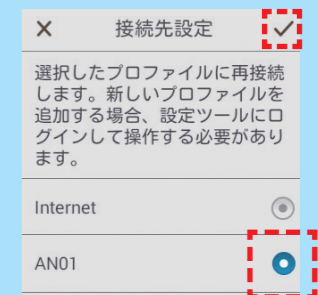 接続先設定
選択したプロファイルに再接続
します。新しいプロファイルを
追加する場合、設定ツールにロ
グインして操作する必要があり
ます。
Internet
AN01